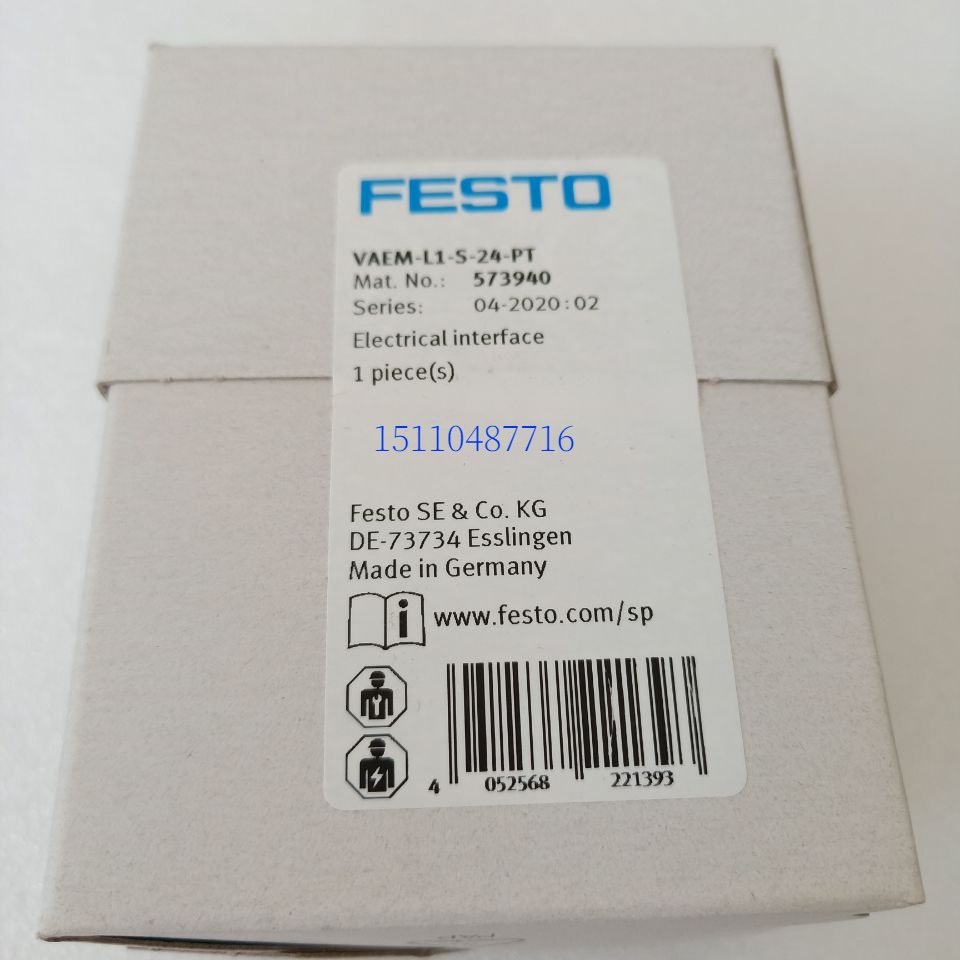 FESTO
VAEM-L1-S-24-PT
Mat. No.: 573940
Series: 04-2020:02
Electrical interface
1 piece(s)
15110487716
Festo SE & Co. KG
DE-73734 Esslingen
Made in Germany
www.festo.com/sp
4 052568 221393
PAP